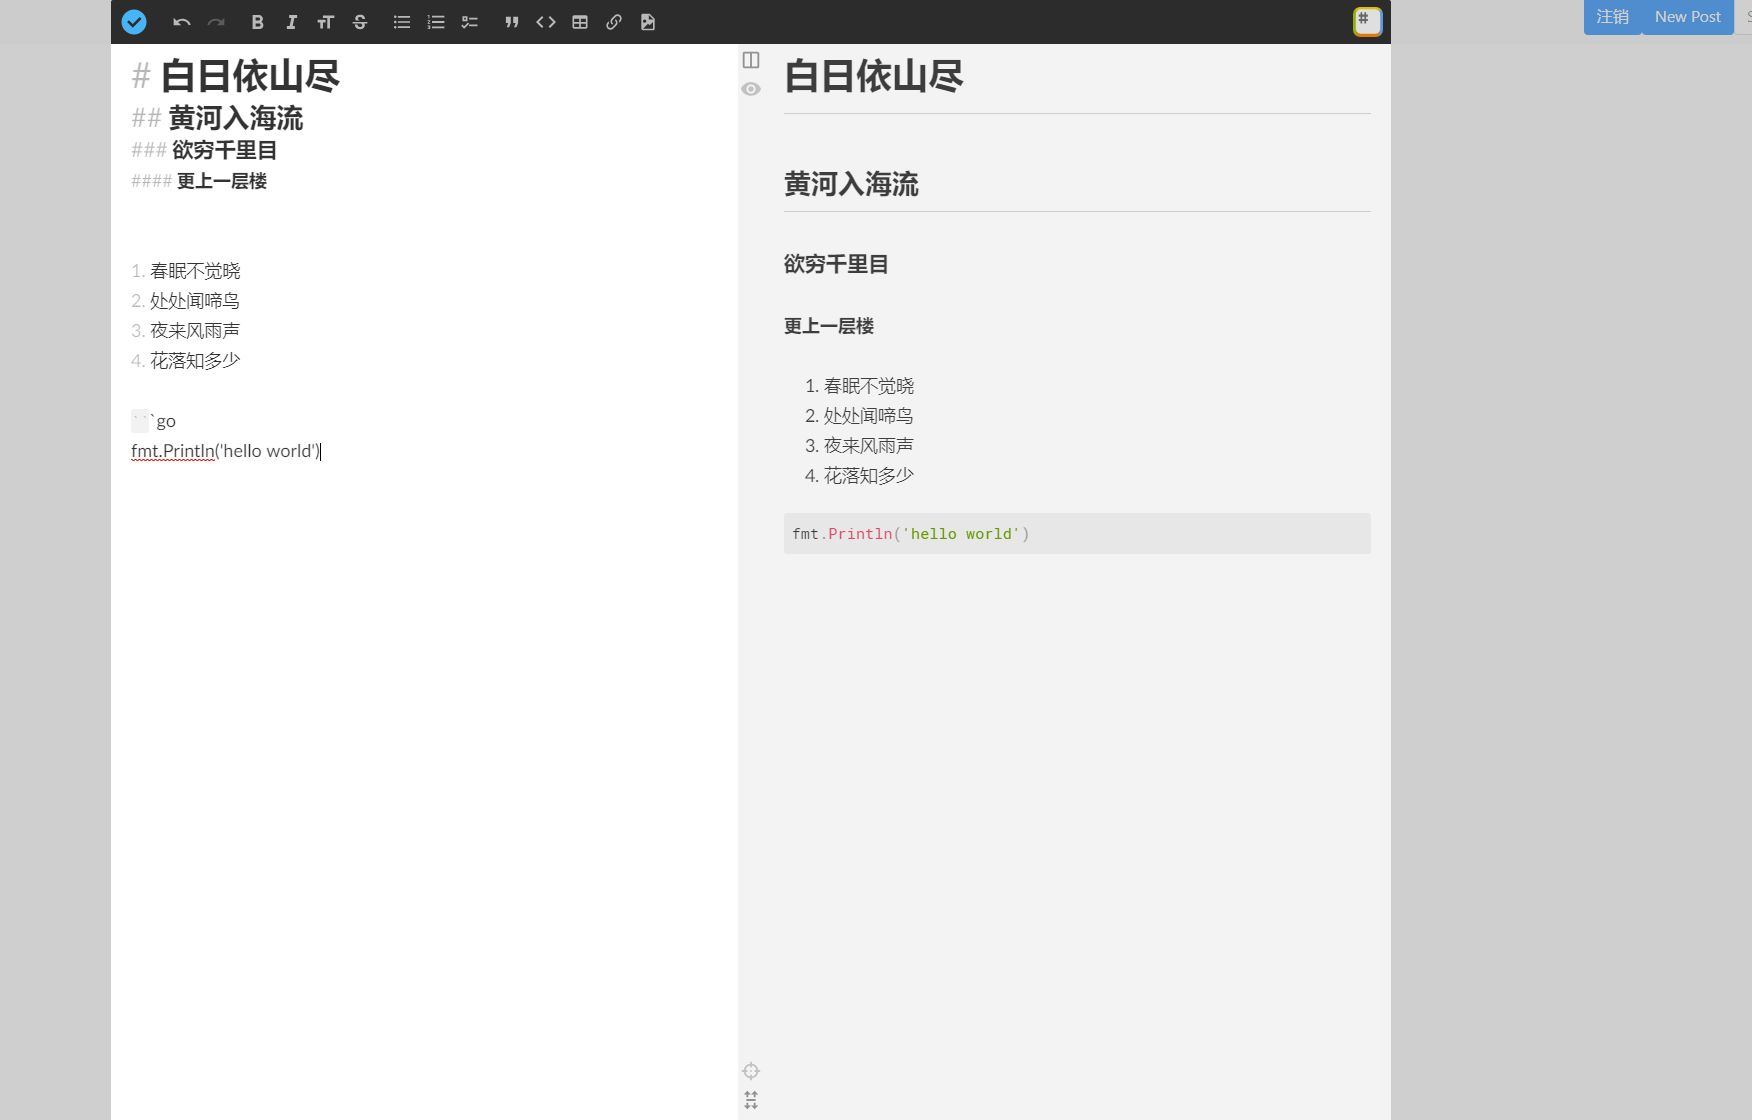 注销
New Post
# 白日依山尽
## 黄河入海流
### 欲穷千里目
#### 更上一层楼
1. 春眠不觉晓
2. 处处闻啼鸟
3. 夜来风雨声
4. 花落知多少
```go
fmt.Println('hello world')
白日依山尽
黄河入海流
欲穷千里目
更上一层楼
1. 春眠不觉晓
2. 处处闻啼鸟
3. 夜来风雨声
4. 花落知多少
fmt.Println('hello world')